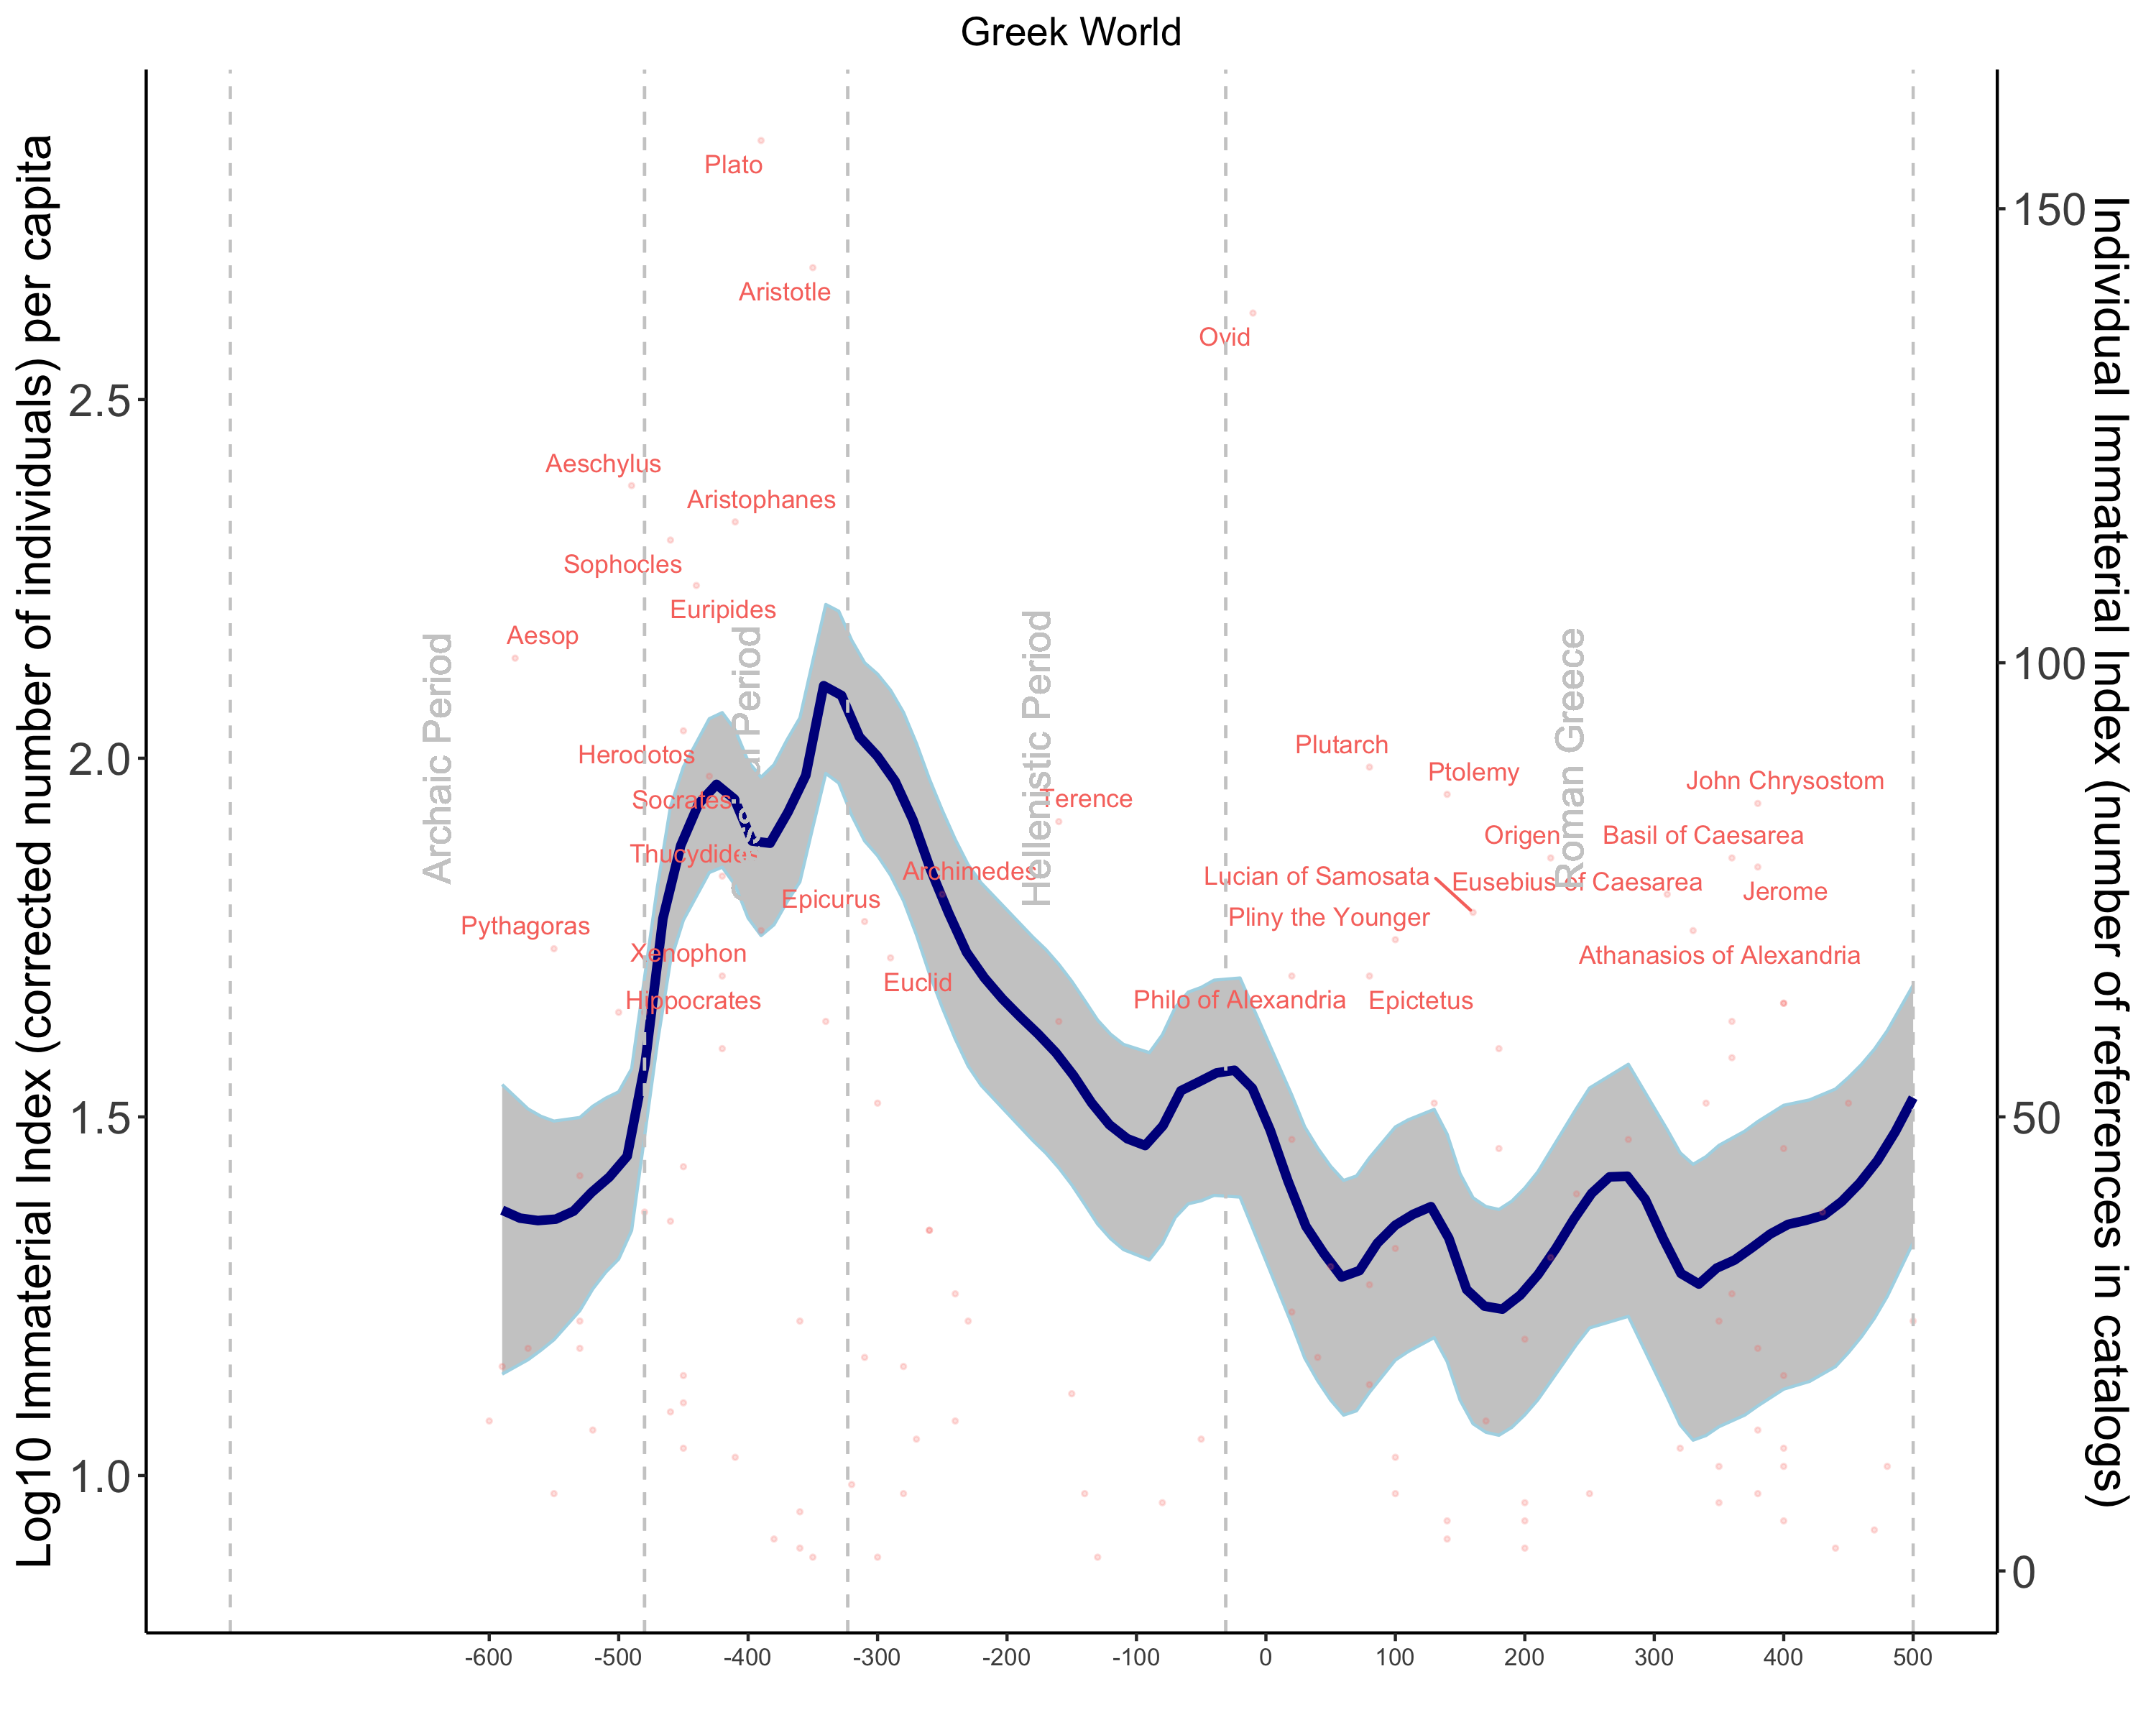 Greek World
Log10 Immaterial Index (corrected number of individuals) per capita
Individual Immaterial Index (number of references in catalogs)
2.5
2.0
1.5
1.0
150
100
50
0
Plato
Aristotle
Ovid
Aeschylus
Aristophanes
Sophocles
Euripides
Aesop
Herodotos
Plutarch
Ptolemy
John Chrysostom
Socrates
Terence
Origen
Basil of Caesarea
Thucydides
Archimedes
Lucian of Samosata
Eusebius of Caesarea
Jerome
Epicurus
Pliny the Younger
Pythagoras
Xenophon
Athanasios of Alexandria
Euclid
Hippocrates
Philo of Alexandria
Epictetus
Archaic Period
Period
Hellenistic Period
Roman Greece
-600
-500
-400
-300
-200
-100
0
100
200
300
400
500